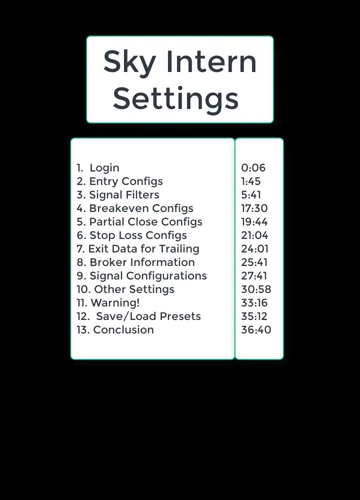 Sky Intern
Settings
1. Login 0:06
2. Entry Configs 1:45
3. Signal Filters 5:41
4. Breakeven Configs 17:30
5. Partial Close Configs 19:44
6. Stop Loss Configs 21:04
7. Exit Data for Trailing 24:01
8. Broker Information 25:41
9. Signal Configurations 27:41
10. Other Settings 30:58
11. Warning! 33:16
12. Save/Load Presets 35:12
13. Conclusion 36:40